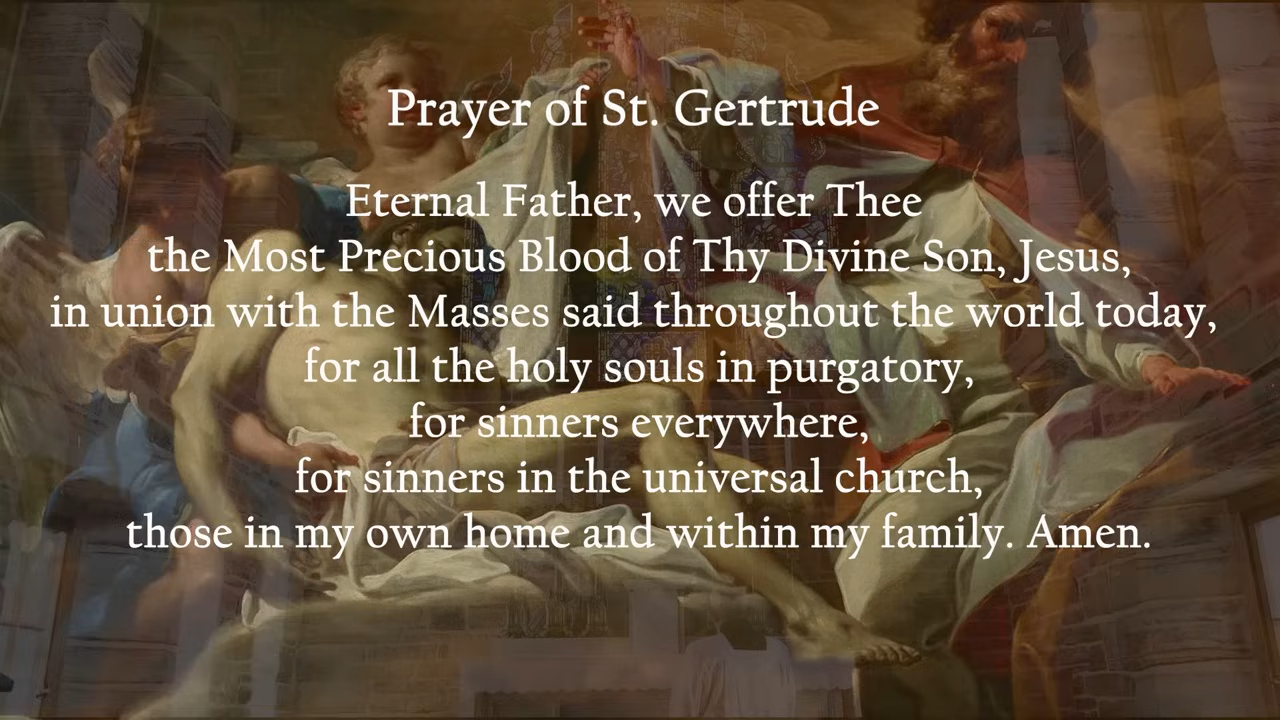 Prayer of St. Gertrude
Eternal Father, we offer Thee
the Most Precious Blood of Thy Divine Son, Jesus,
in union with the Masses said throughout the world today,
for all the holy souls in purgatory,
for sinners everywhere,
for sinners in the universal church,
those in my own home and within my family. Amen.